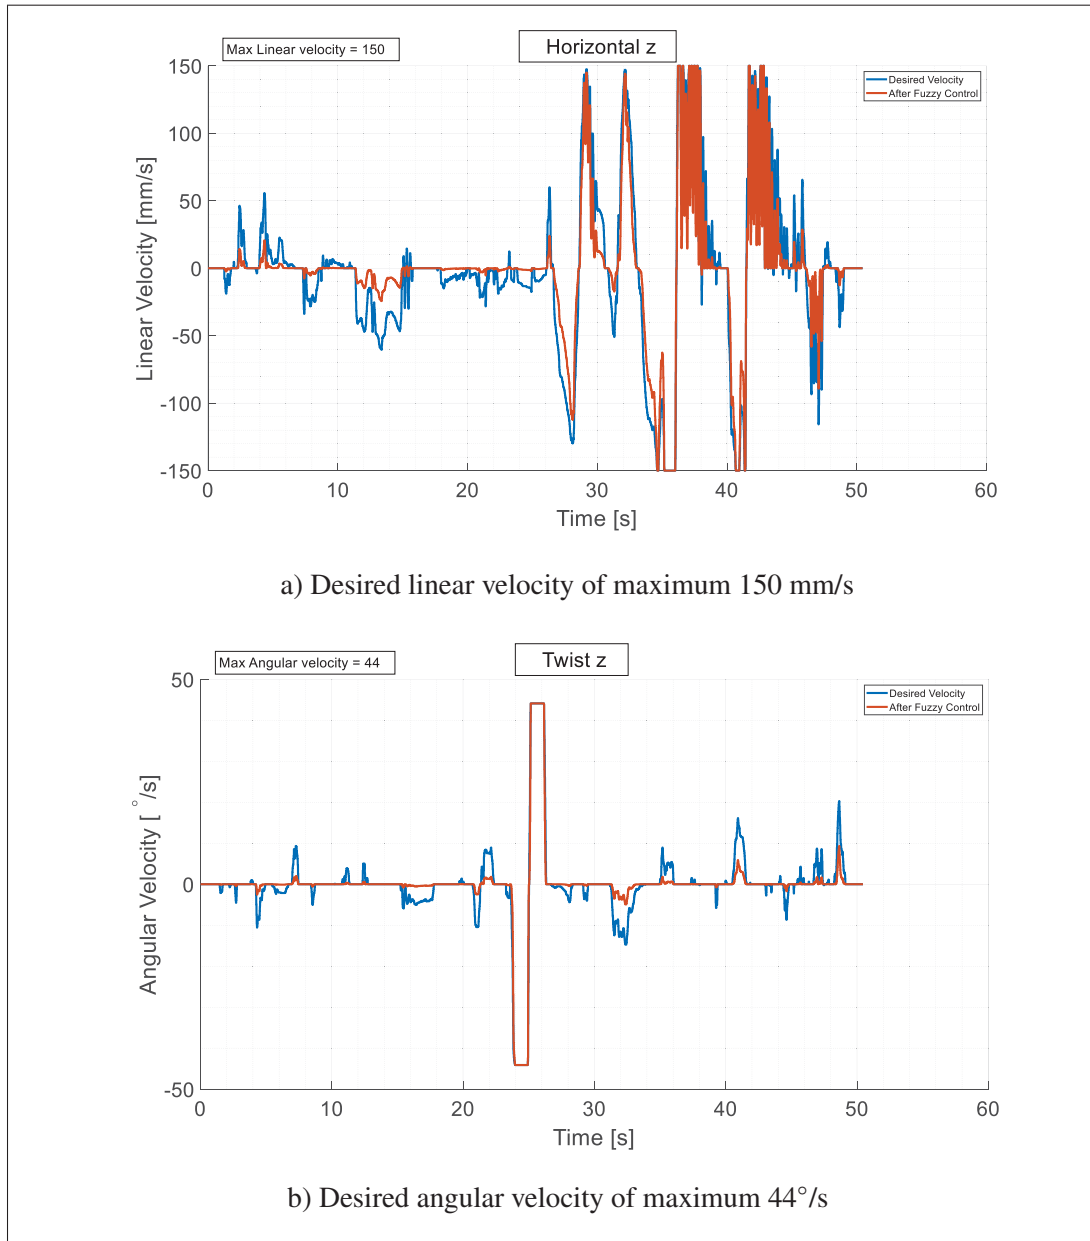 Max Linear velocity = 150
Horizontal z
Desired Velocity
After Fuzzy Control
150
100
50
0
-50
-100
-150
Linear Velocity [mm/s]
0 10 20 30 40 50 60
Time [s]
a) Desired linear velocity of maximum 150 mm/s
Max Angular velocity = 44
Twist z
Desired Velocity
After Fuzzy Control
50
0
-50
Angular Velocity [°/s]
0 10 20 30 40 50 60
Time [s]
b) Desired angular velocity of maximum 44°/s